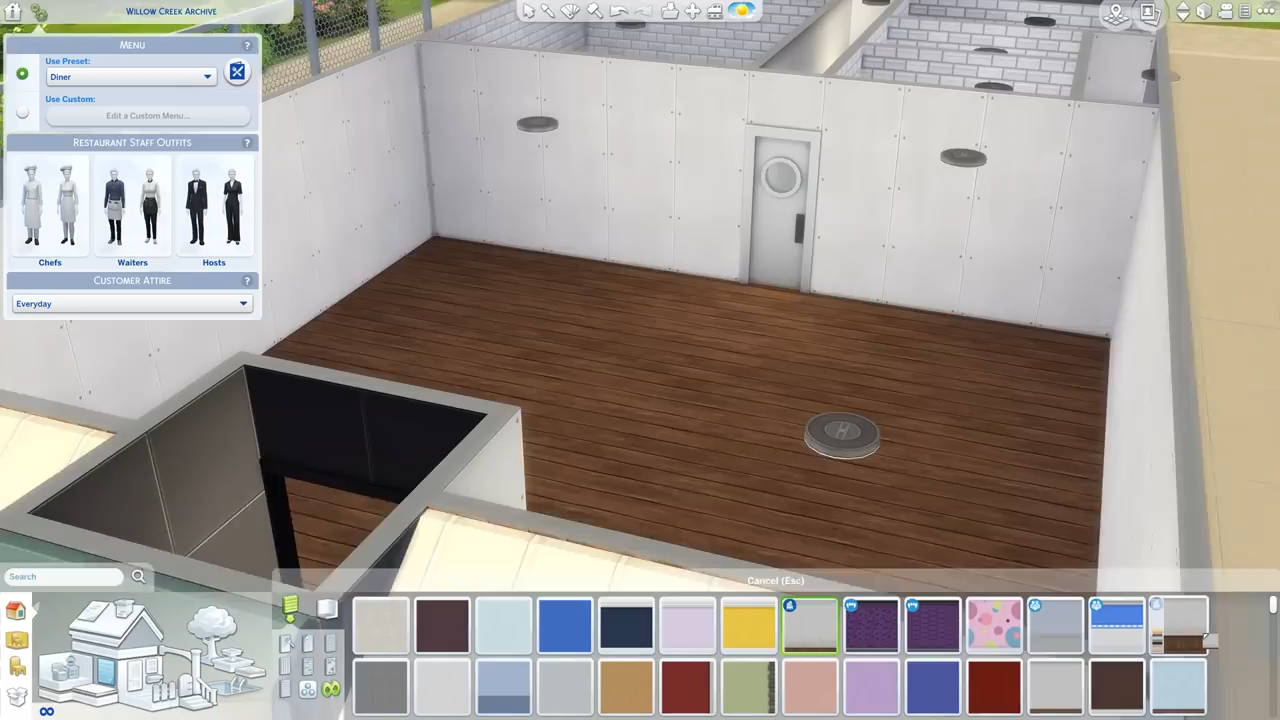 WILLOW CREEK ARCHIVE
MENU ?
Use Preset:
Diner
Use Custom:
Edit a Custom Menu...
RESTAURANT STAFF OUTFITS ?
Chefs Waiters Hosts
CUSTOMER ATTIRE ?
Everyday
Cancel (Esc)
Search